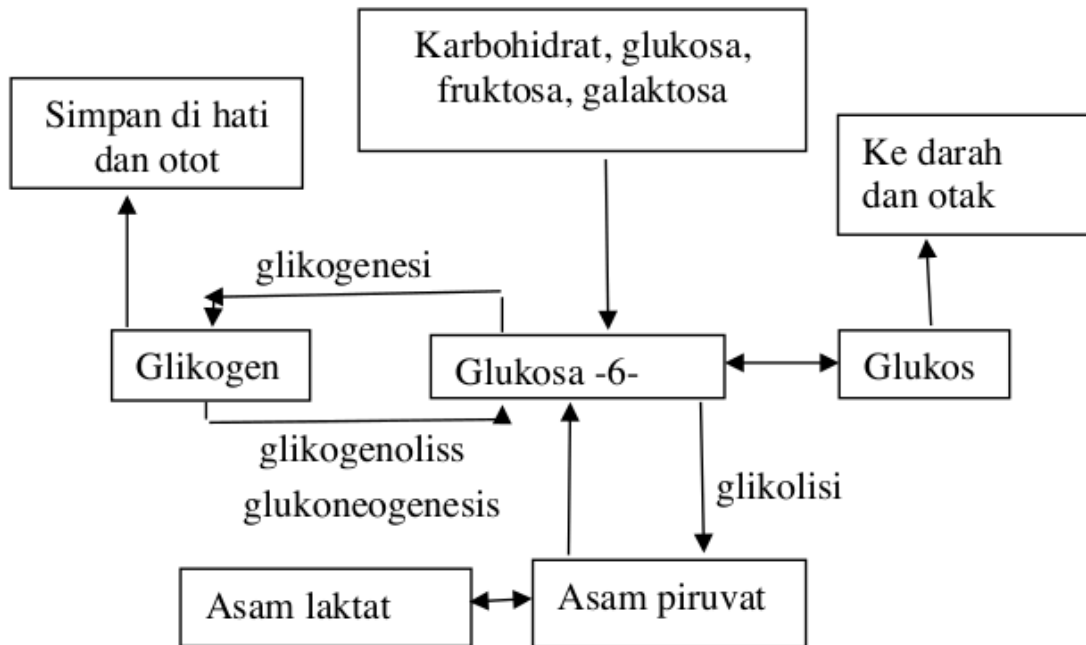 Karbohidrat, glukosa,
fruktosa, galaktosa
Simpan di hati
dan otot
Ke darah
dan otak
glikogenesi
Glikogen
Glukosa -6-
Glukos
glikogenoliss
glukoneogenesis
glikolisi
Asam laktat
Asam piruvat